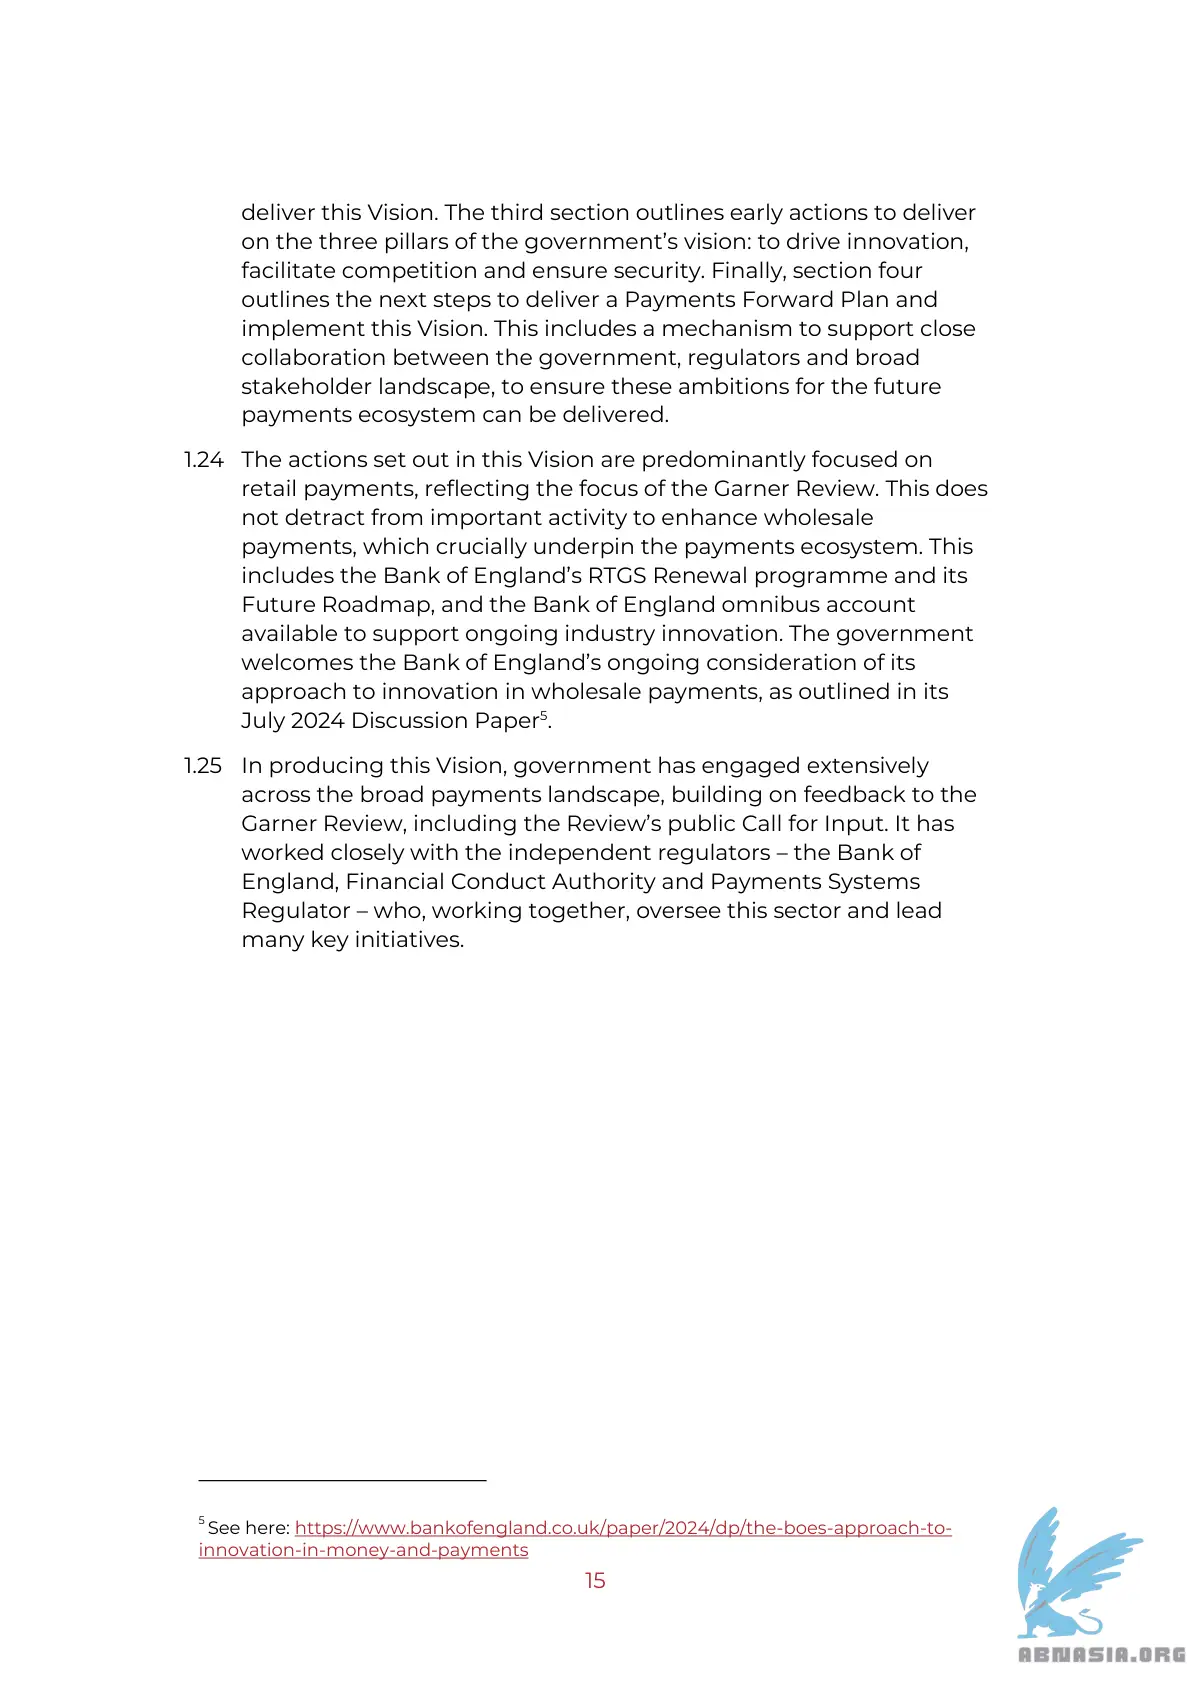 deliver this Vision. The third section outlines early actions to deliver
on the three pillars of the government’s vision: to drive innovation,
facilitate competition and ensure security. Finally, section four
outlines the next steps to deliver a Payments Forward Plan and
implement this Vision. This includes a mechanism to support close
collaboration between the government, regulators and broad
stakeholder landscape, to ensure these ambitions for the future
payments ecosystem can be delivered.
1.24 The actions set out in this Vision are predominantly focused on
retail payments, reflecting the focus of the Garner Review. This does
not detract from important activity to enhance wholesale
payments, which crucially underpin the payments ecosystem. This
includes the Bank of England’s RTGS Renewal programme and its
Future Roadmap, and the Bank of England omnibus account
available to support ongoing industry innovation. The government
welcomes the Bank of England’s ongoing consideration of its
approach to innovation in wholesale payments, as outlined in its
July 2024 Discussion Paper⁵.
1.25 In producing this Vision, government has engaged extensively
across the broad payments landscape, building on feedback to the
Garner Review, including the Review’s public Call for Input. It has
worked closely with the independent regulators – the Bank of
England, Financial Conduct Authority and Payments Systems
Regulator – who, working together, oversee this sector and lead
many key initiatives.
⁵ See here: https://www.bankofengland.co.uk/paper/2024/dp/the-boes-approach-to-
innovation-in-money-and-payments
15
ABNASIA.ORG